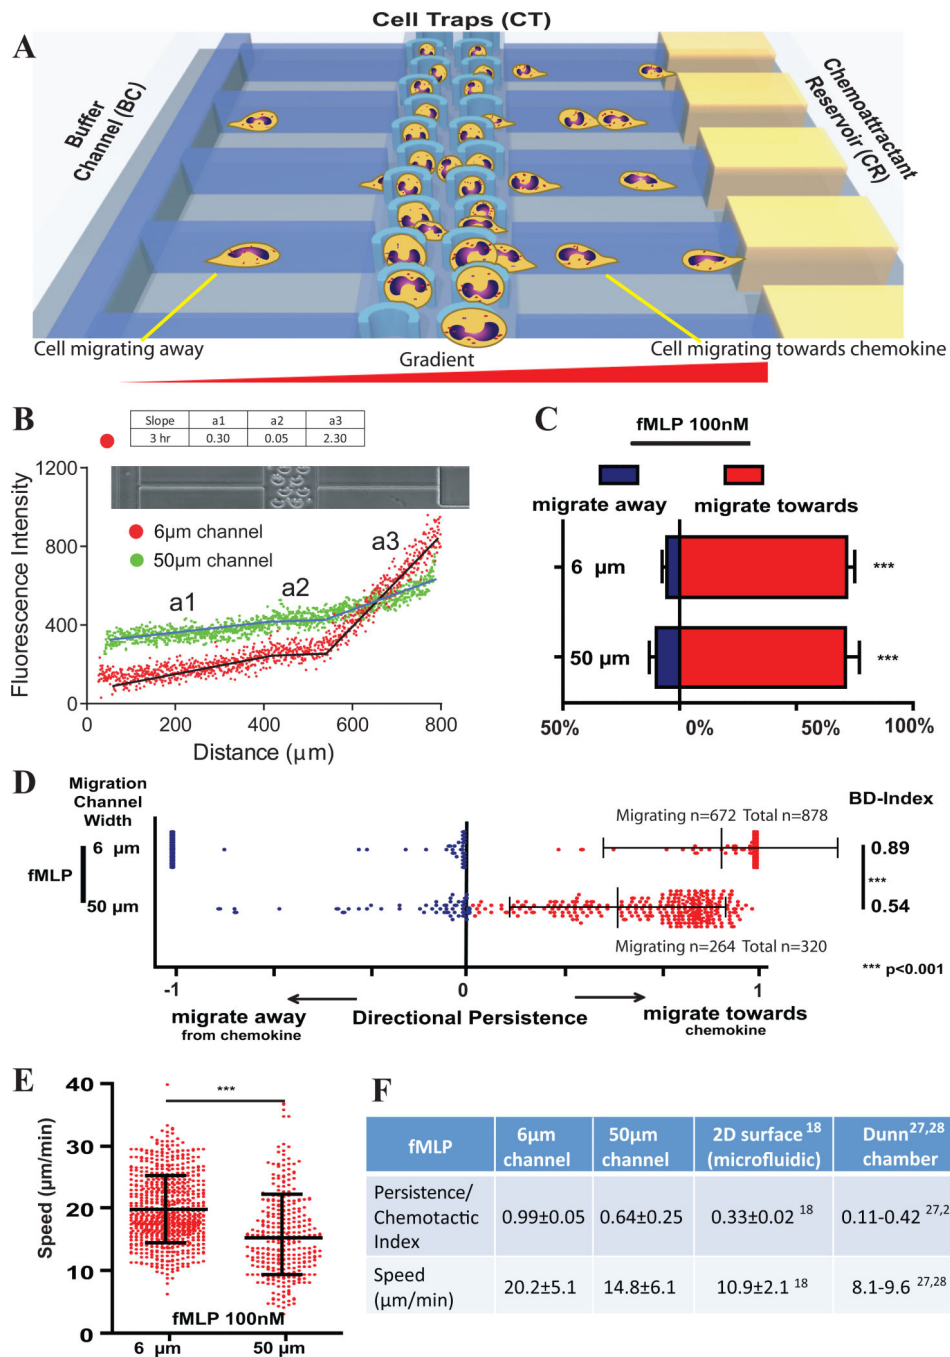 Cell Traps (CT)
A
Buffer
Channel (BC)
Chemoattractant
Reservoir (CR)
Cell migrating away
Gradient
Cell migrating towards chemokine
B
Slope a1 a2 a3
3 hr 0.30 0.05 2.30
Fluorescence Intensity
1200
800
400
0
6µm channel
50µm channel
a1
a2
a3
0 200 400 600 800
Distance (µm)
C
fMLP 100nM
migrate away
migrate towards
6 µm
***
50 µm
***
50% 0% 50% 100%
D
Migration
Channel
Width
BD-Index
Migrating n=672 Total n=878
6 µm
0.89
fMLP
***
50 µm
0.54
Migrating n=264 Total n=320
*** p<0.001
-1 0 1
migrate away
from chemokine
Directional Persistence
migrate towards
chemokine
E
***
Speed (µm/min)
40
30
20
10
0
fMLP 100nM
6 µm 50 µm
F
fMLP
6µm
channel
50µm
channel
2D surface 18
(microfluidic)
Dunn27,28
chamber
Persistence/
Chemotactic
Index
0.99±0.05 0.64±0.25 0.33±0.02 18 0.11-0.42 27,2
Speed
(µm/min)
20.2±5.1 14.8±6.1 10.9±2.1 18 8.1-9.6 27,28